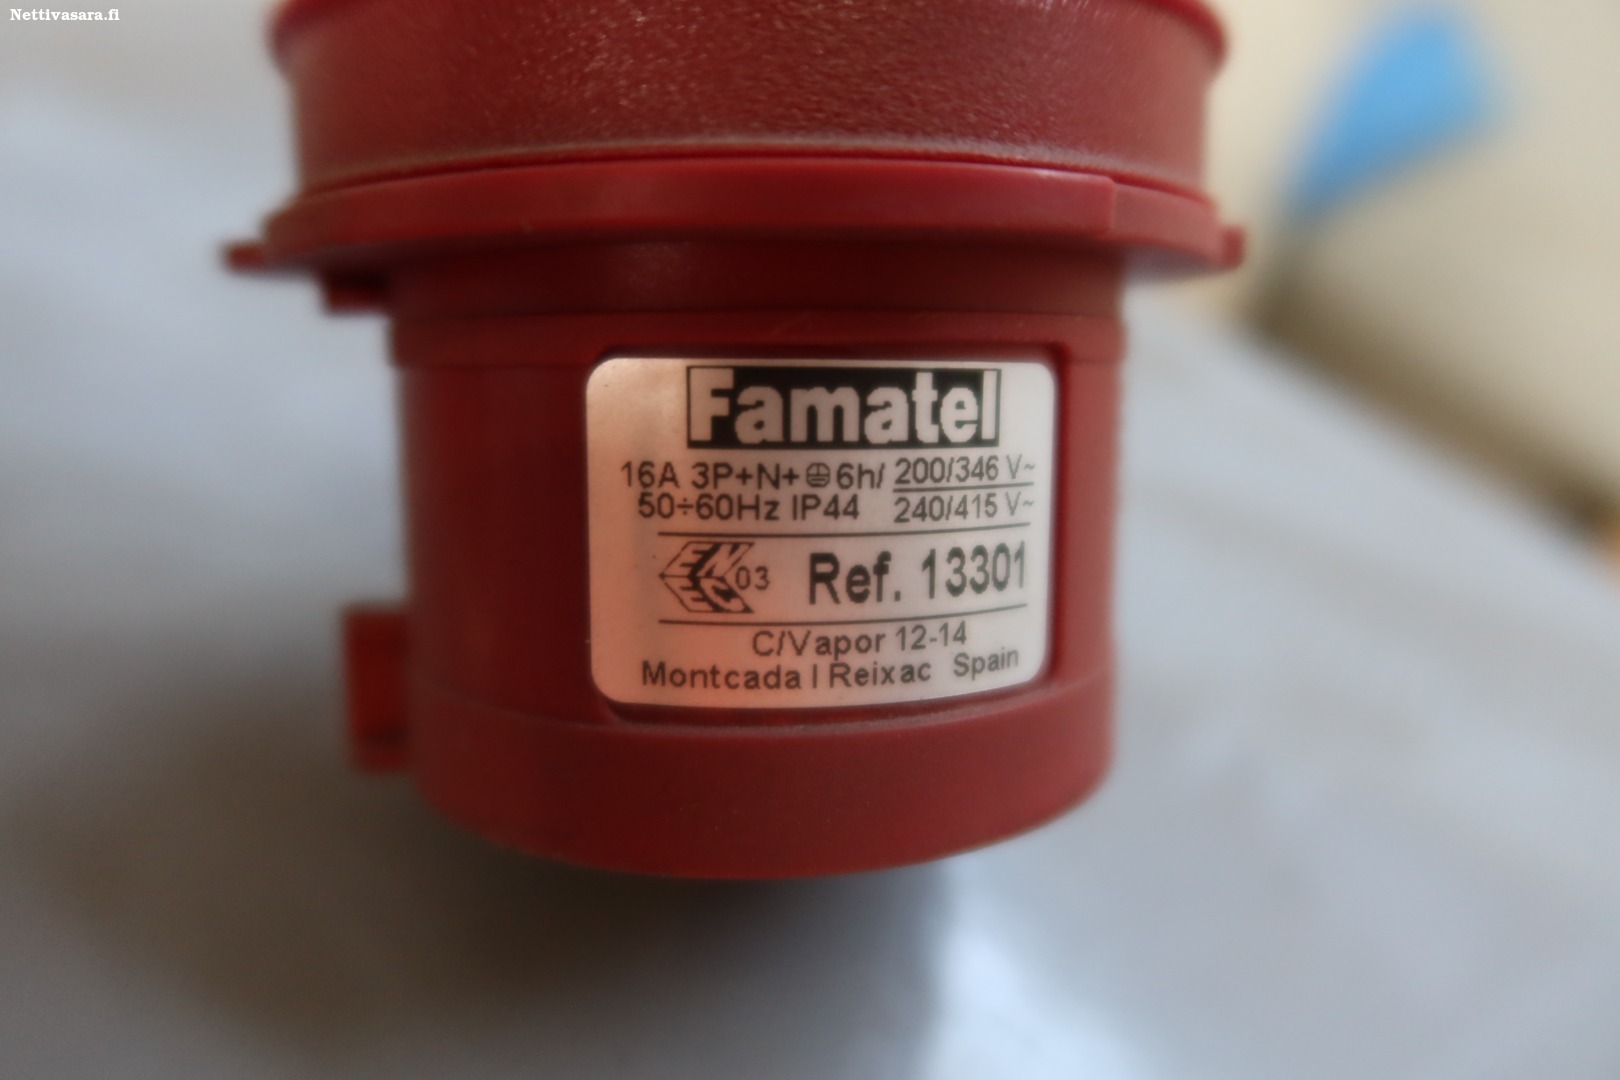 Nettivasara.fi
Famatel
16A 3P+N+⏚6h/ 200/346 V~
50÷60Hz IP44 240/415 V~
ENEC 03 Ref. 13301
C/Vapor 12-14
Montcada I Reixac Spain